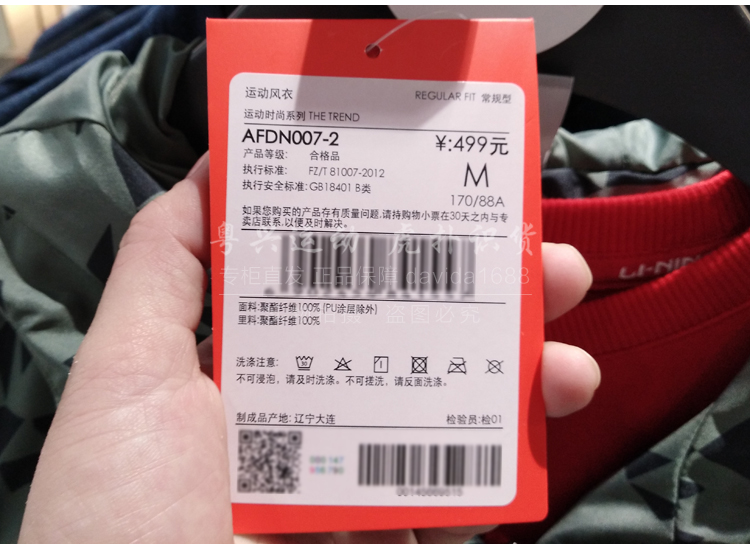 运动风衣 REGULAR FIT 常规型
运动时尚系列 THE TREND
AFDN007-2 ¥:499元
产品等级: 合格品
执行标准: FZ/T 81007-2012 M
执行安全标准: GB18401 B类 170/88A
如果您购买的产品存有质量问题,请持购物小票在30天之内与专
卖店联系,以便及时解决。
粤兴运动 虎扑识货
专柜直发 正品保障 davida1688
盗图必究
面料:聚酯纤维100% (PU涂层除外)
里料:聚酯纤维100%
洗涤注意:
不可浸泡，请及时洗涤。不可搓洗，请反面洗涤。
制成品产地: 辽宁大连 检验员:检01
LI-NIN